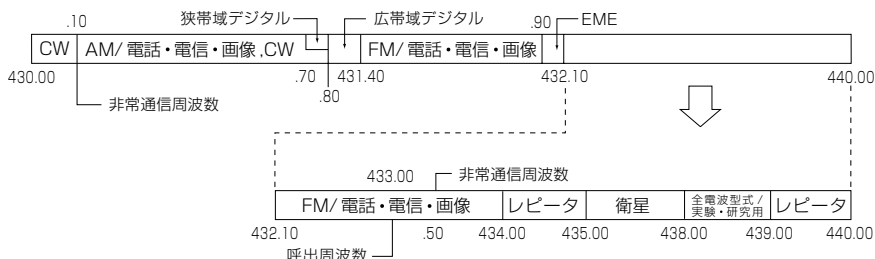 狭帯域デジタル 広帯域デジタル
.10 .90 EME
CW AM/電話・電信・画像,CW FM/電話・電信・画像
430.00 .70 431.40 432.10 440.00
.80
非常通信周波数
433.00 非常通信周波数
FM/電話・電信・画像 レピータ 衛星 全電波型式/ レピータ
実験・研究用
432.10 .50 434.00 435.00 438.00 439.00 440.00
呼出周波数